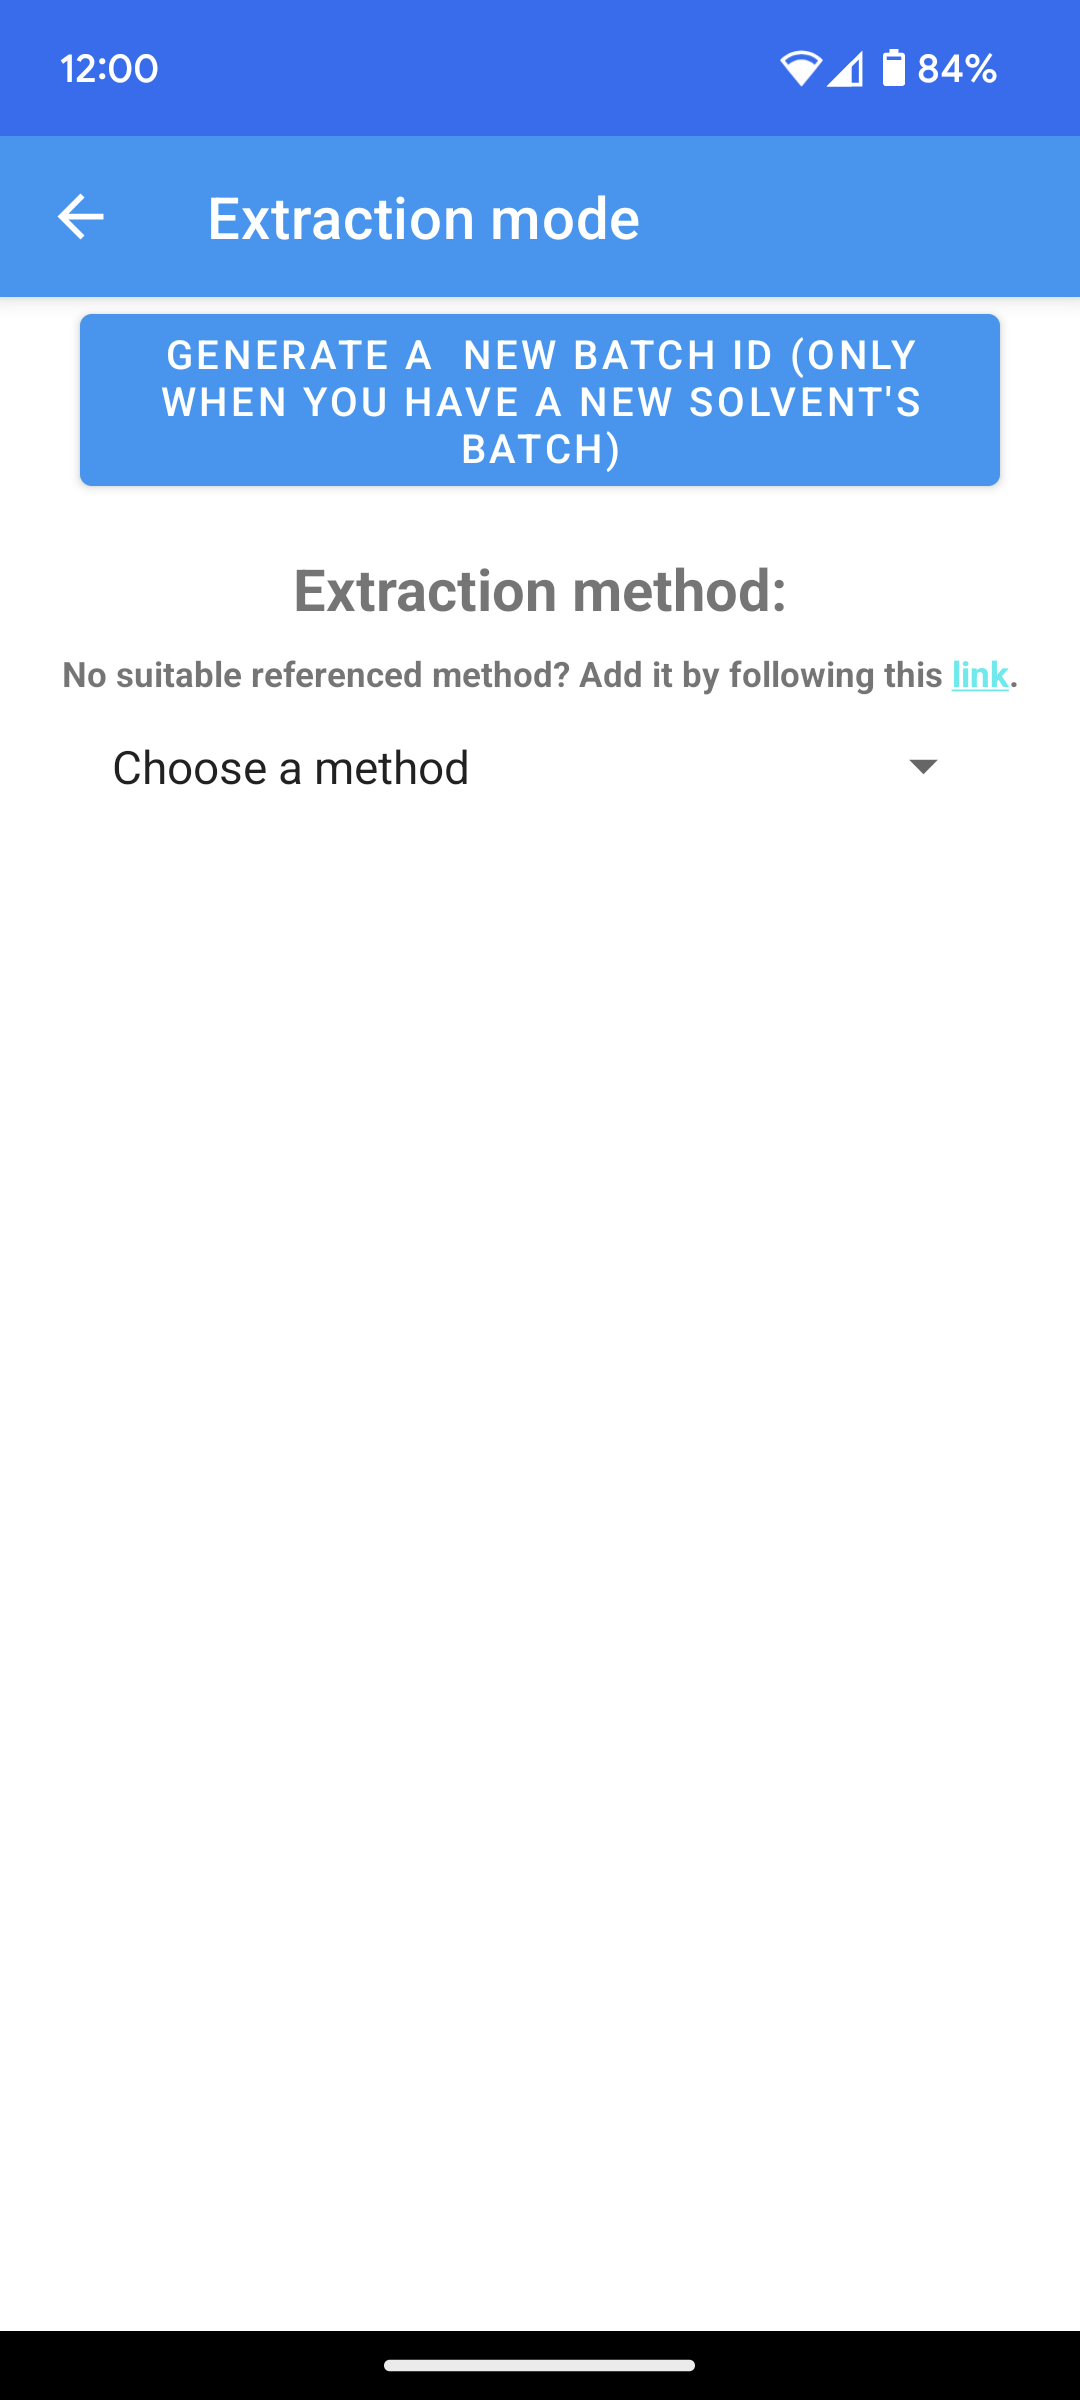 12:00
84%
Extraction mode
GENERATE A  NEW BATCH ID (ONLY
WHEN YOU HAVE A NEW SOLVENT'S
BATCH)
Extraction method:
No suitable referenced method? Add it by following this link.
Choose a method